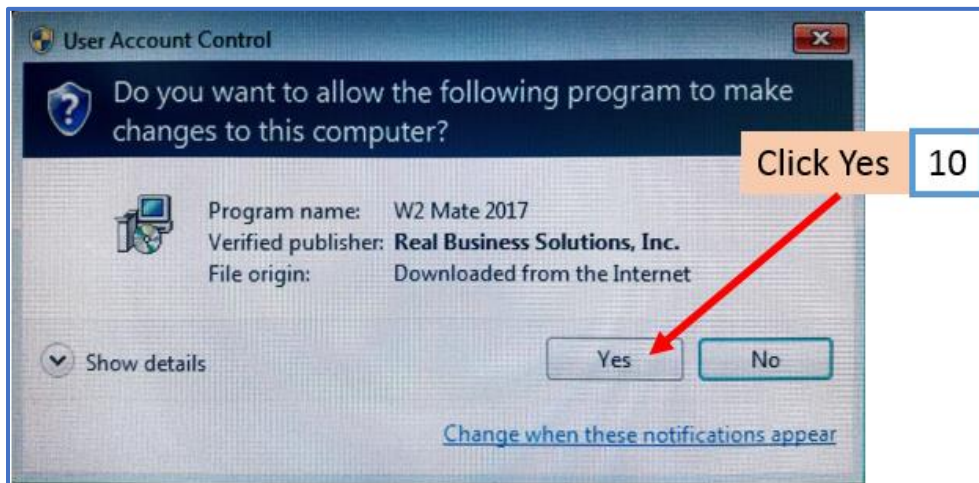 User Account Control
Do you want to allow the following program to make
changes to this computer?
Click Yes 10
Program name: W2 Mate 2017
Verified publisher: Real Business Solutions, Inc.
File origin: Downloaded from the Internet
Show details
Yes No
Change when these notifications appear